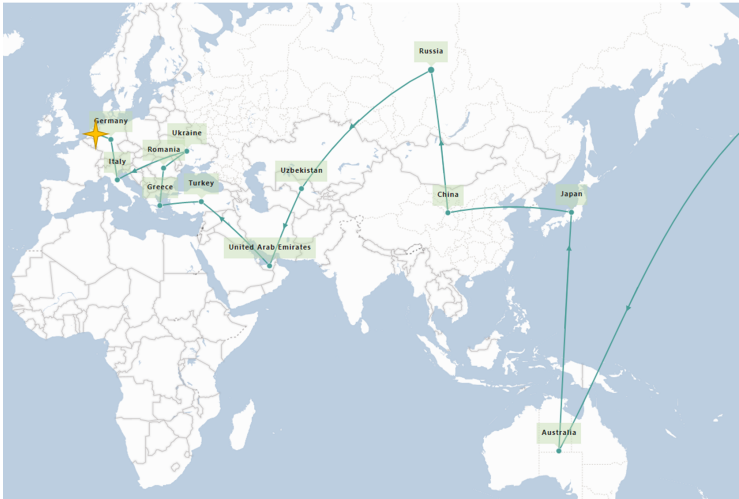 Russia
Germany
Ukraine
Romania
Italy
Uzbekistan
Greece
Turkey
China
Japan
United Arab Emirates
Australia